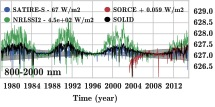 SATIRE-S - 67 W/m2
SORCE + 0.059 W/m2
NRLSSI2 - 4.5e+02 W/m2
SOLID
629.0
628.5
628.0
627.5
627.0
626.5
800-2000 nm
1980 1984 1988 1992 1996 2000 2004 2008 2012
Time (year)